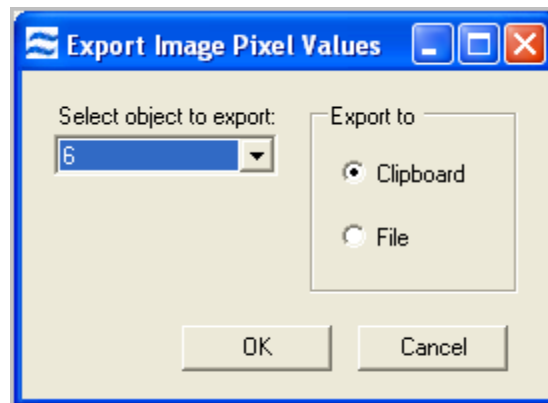 Export Image Pixel Values
Select object to export:
6
Export to
Clipboard
File
OK
Cancel